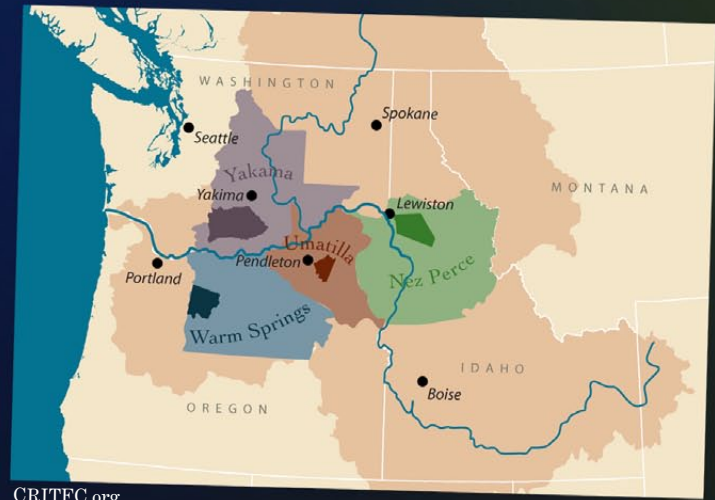 WASHINGTON
Spokane
Seattle
Yakama
Yakima
MONTANA
Lewiston
Umatilla
Pendleton
Portland
Nez Perce
Warm Springs
IDAHO
Boise
OREGON
CRITFC.org